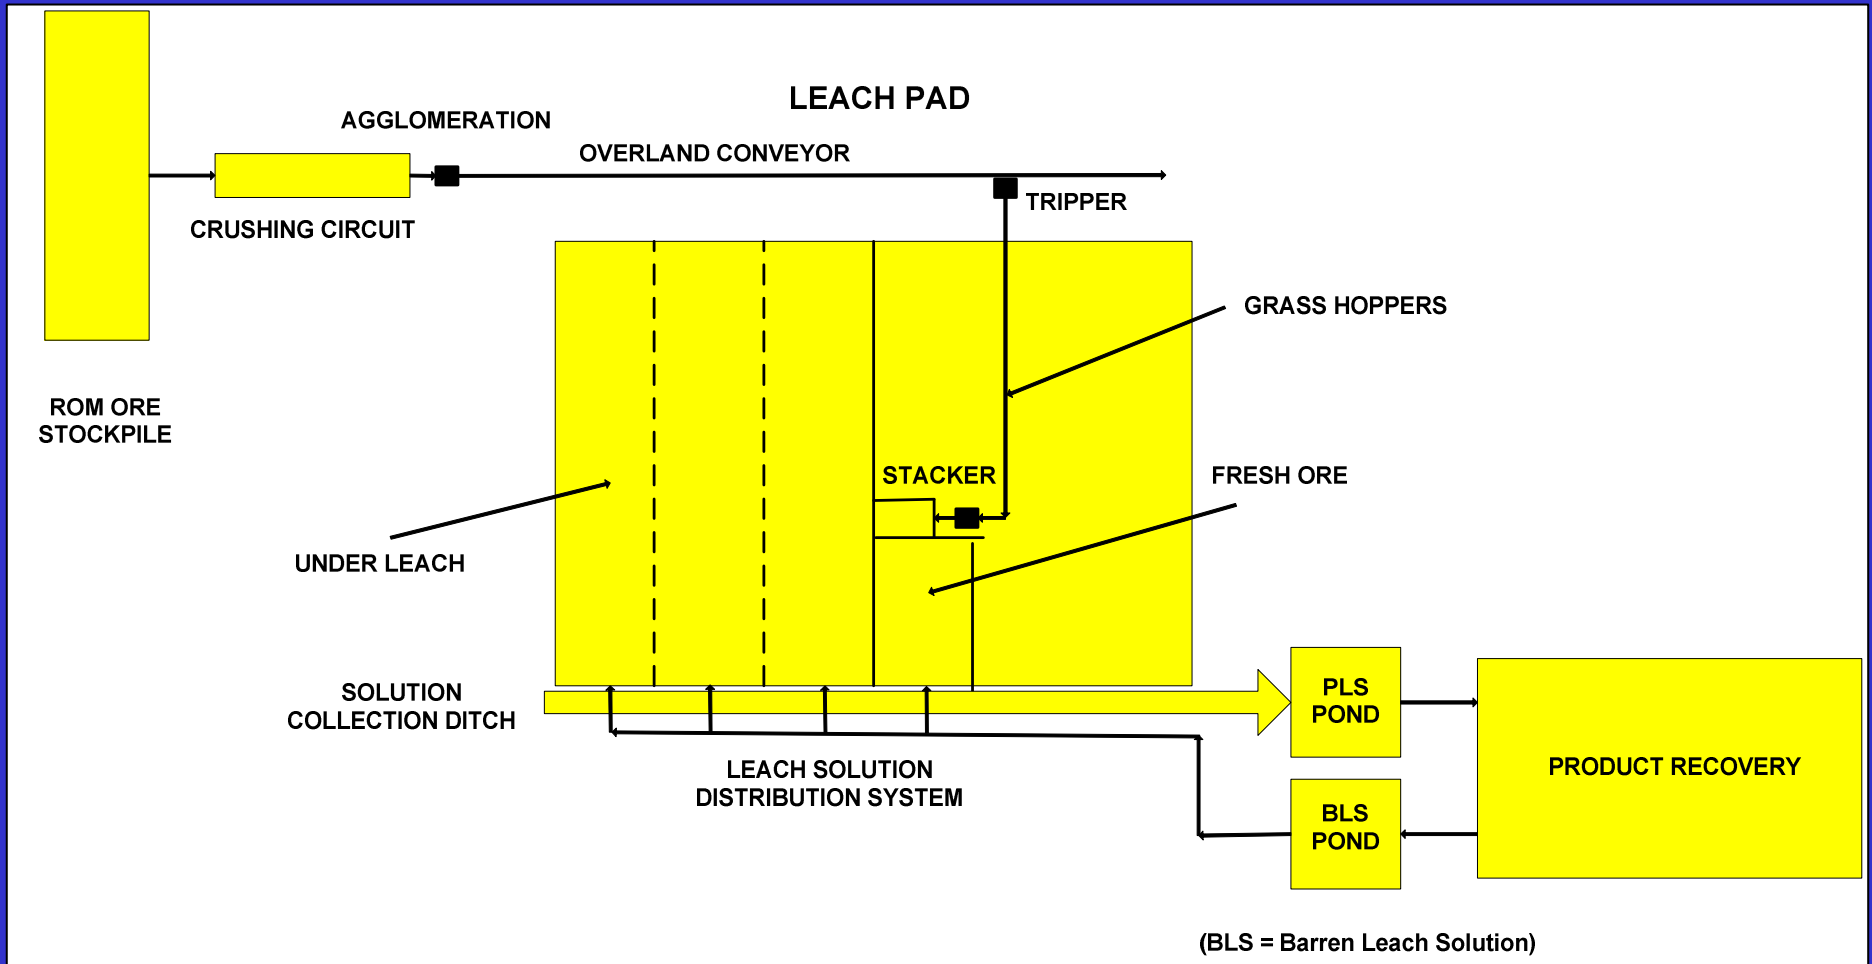 LEACH PAD
AGGLOMERATION
OVERLAND CONVEYOR
TRIPPER
CRUSHING CIRCUIT
GRASS HOPPERS
ROM ORE
STOCKPILE
STACKER
FRESH ORE
UNDER LEACH
SOLUTION
COLLECTION DITCH
PLS
POND
PRODUCT RECOVERY
LEACH SOLUTION
DISTRIBUTION SYSTEM
BLS
POND
(BLS = Barren Leach Solution)